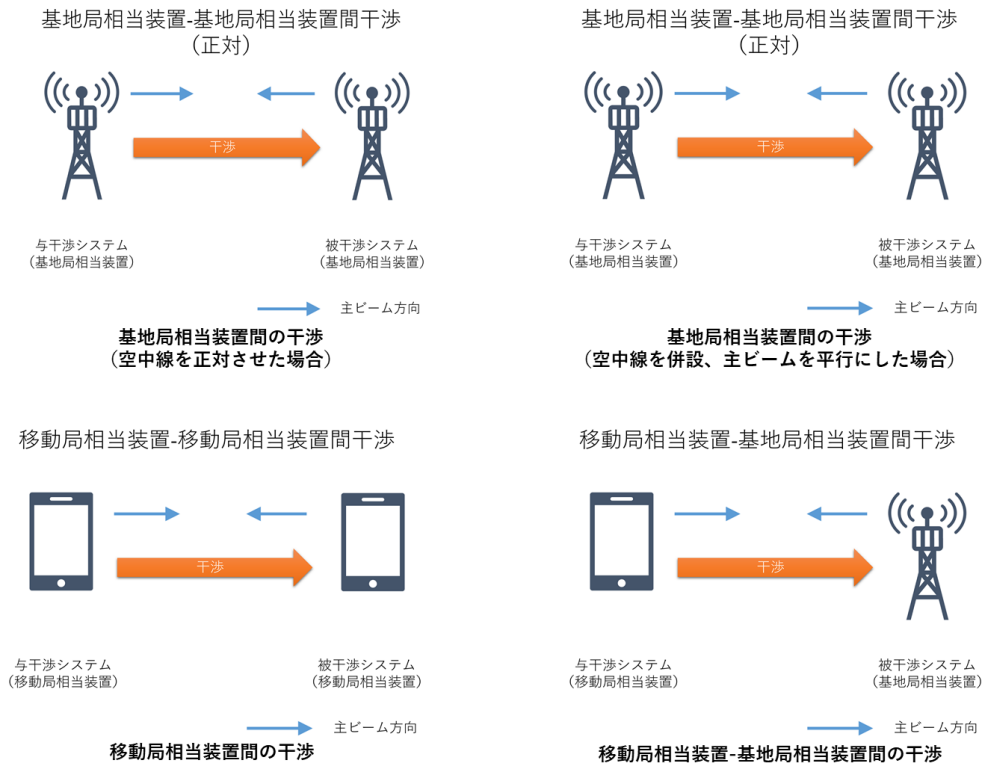 基地局相当装置-基地局相当装置間干渉
（正対）
干渉
与干渉システム
（基地局相当装置）
被干渉システム
（基地局相当装置）
主ビーム方向
基地局相当装置間の干渉
（空中線を正対させた場合）
基地局相当装置-基地局相当装置間干渉
（正対）
干渉
与干渉システム
（基地局相当装置）
被干渉システム
（基地局相当装置）
主ビーム方向
基地局相当装置間の干渉
（空中線を併設、主ビームを平行にした場合）
移動局相当装置-移動局相当装置間干渉
干渉
与干渉システム
（移動局相当装置）
被干渉システム
（移動局相当装置）
主ビーム方向
移動局相当装置間の干渉
移動局相当装置-基地局相当装置間干渉
干渉
与干渉システム
（移動局相当装置）
被干渉システム
（基地局相当装置）
主ビーム方向
移動局相当装置-基地局相当装置間の干渉